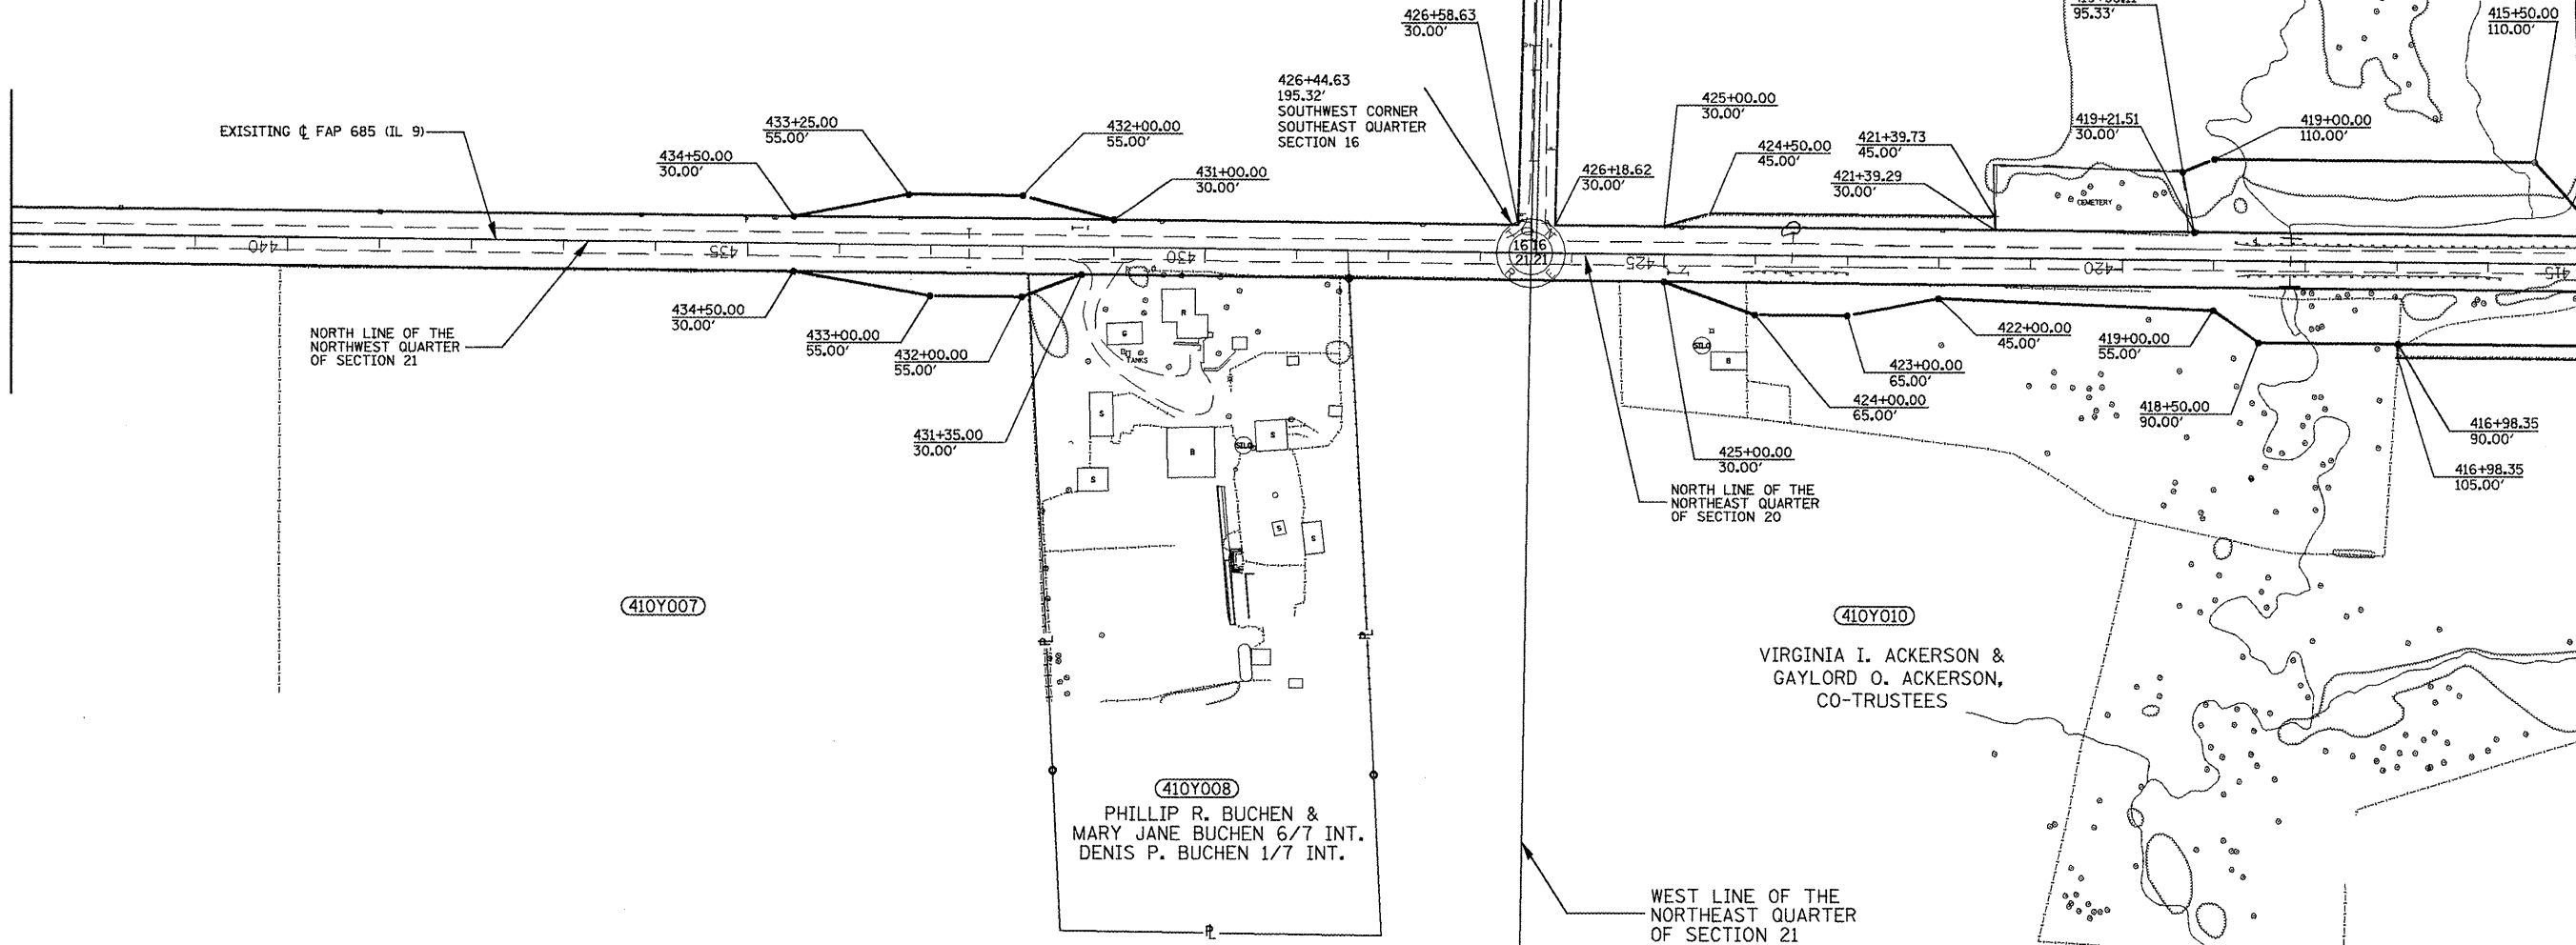 95.33'
415+50.00
110.00'
426+58.63
30.00'
426+44.63
195.32'
SOUTHWEST CORNER
SOUTHEAST QUARTER
SECTION 16
425+00.00
30.00'
424+50.00
45.00'
421+39.73
45.00'
421+39.29
30.00'
419+21.51
30.00'
419+00.00
110.00'
EXISITING ℄ FAP 685 (IL 9)
433+25.00
55.00'
432+00.00
55.00'
434+50.00
30.00'
431+00.00
30.00'
426+18.62
30.00'
CEMETERY
440
435
430
16 16
21 21
425
420
415
NORTH LINE OF THE
NORTHWEST QUARTER
OF SECTION 21
434+50.00
30.00'
433+00.00
55.00'
432+00.00
55.00'
431+35.00
30.00'
R
G
TANKS
S
B
SILO
S
S
S
S
SILO
B
422+00.00
45.00'
419+00.00
55.00'
423+00.00
65.00'
424+00.00
65.00'
418+50.00
90.00'
416+98.35
90.00'
416+98.35
105.00'
425+00.00
30.00'
NORTH LINE OF THE
NORTHEAST QUARTER
OF SECTION 20
410Y007
410Y010
VIRGINIA I. ACKERSON &
GAYLORD O. ACKERSON,
CO-TRUSTEES
PL
PL
410Y008
PHILLIP R. BUCHEN &
MARY JANE BUCHEN 6/7 INT.
DENIS P. BUCHEN 1/7 INT.
WEST LINE OF THE
NORTHEAST QUARTER
OF SECTION 21
PL